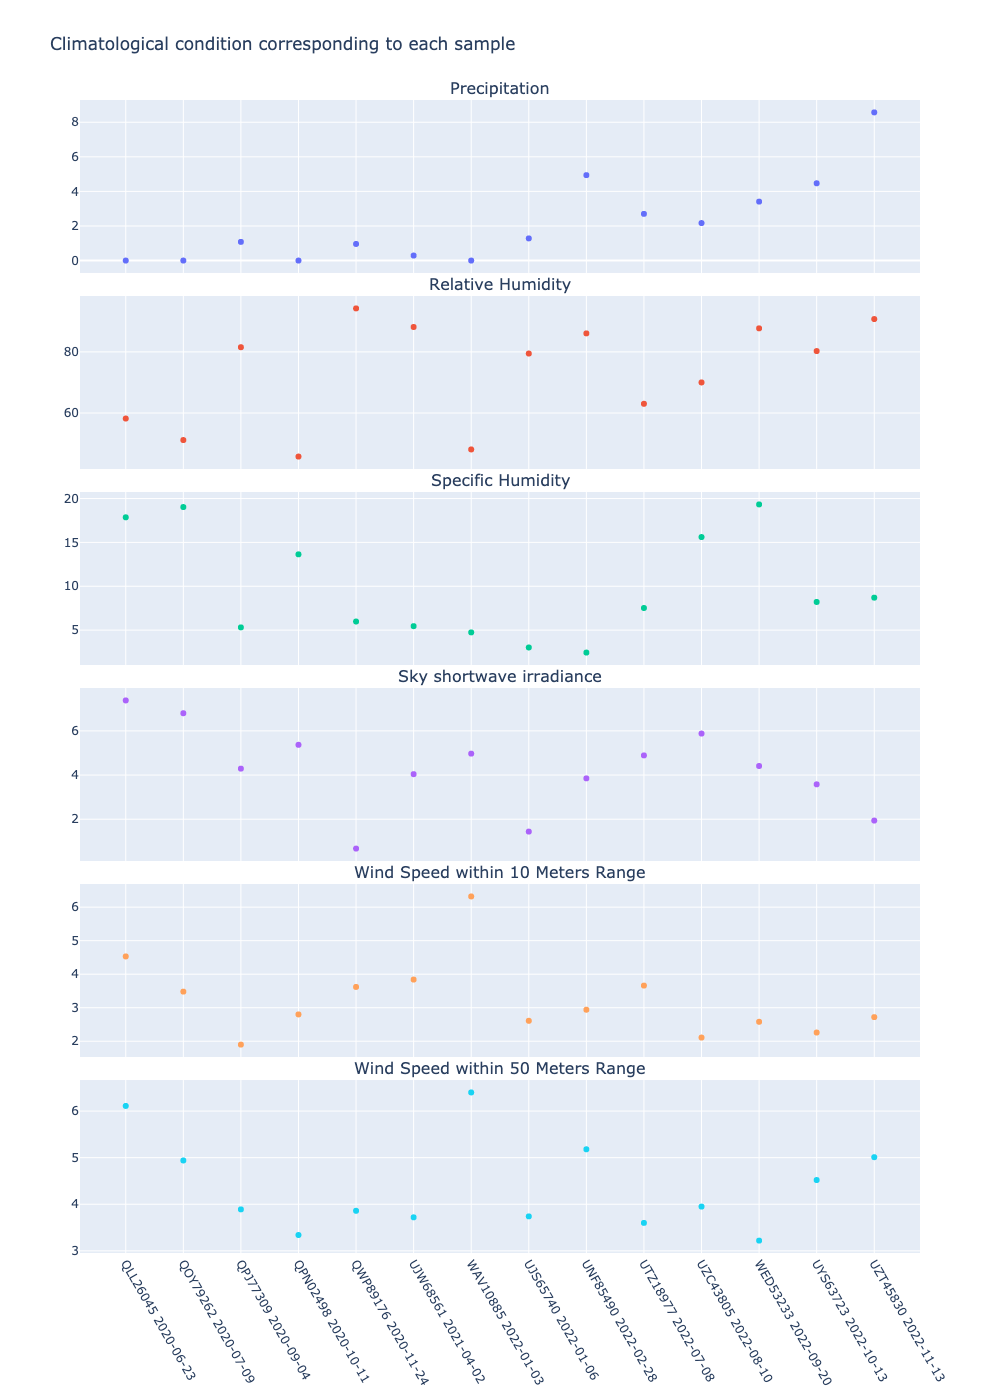 Climatological condition corresponding to each sample
Precipitation
8
6
4
2
0
Relative Humidity
80
60
Specific Humidity
20
15
10
5
Sky shortwave irradiance
6
4
2
Wind Speed within 10 Meters Range
6
5
4
3
2
Wind Speed within 50 Meters Range
6
5
4
3
QLL26045 2020-06-23
QOY79262 2020-07-09
QPJ77309 2020-09-04
QPN02498 2020-10-11
QWP89176 2020-11-24
UJW68561 2021-04-02
WAV10885 2022-01-03
UJS65740 2022-01-06
UNF85490 2022-02-28
UTZ18977 2022-07-08
UZC43805 2022-08-10
WED53233 2022-09-20
UYS63723 2022-10-13
UZT45830 2022-11-13